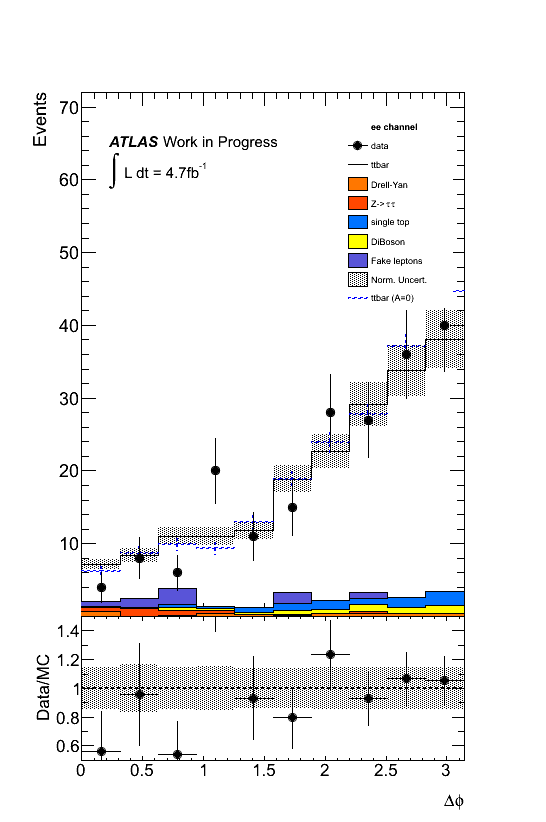 Events
70
60
50
40
30
20
10
ATLAS Work in Progress
∫ L dt = 4.7fb⁻¹
ee channel
data
ttbar
Drell-Yan
Z->ττ
single top
DiBoson
Fake leptons
Norm. Uncert.
ttbar (A=0)
Data/MC
1.4
1.2
1
0.8
0.6
0 0.5 1 1.5 2 2.5 3
Δϕ